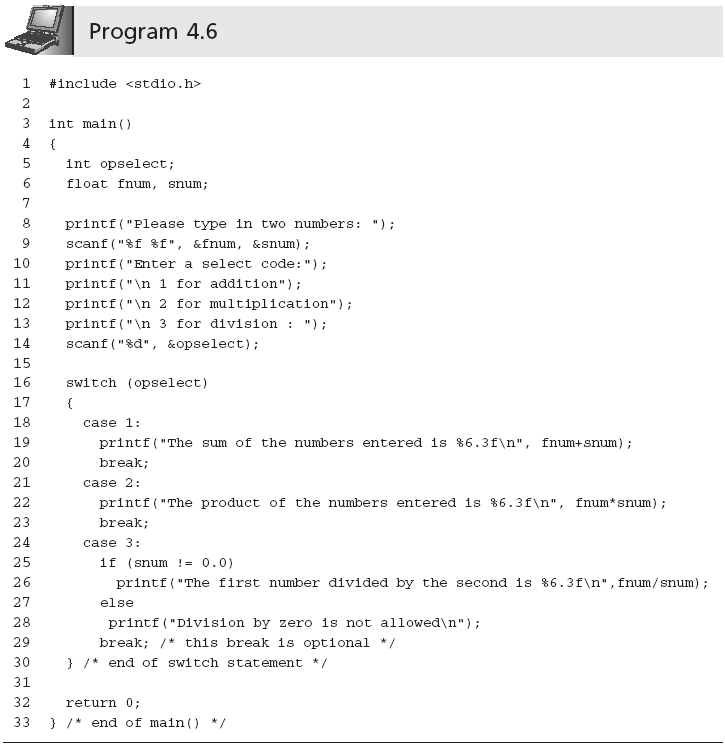 Program 4.6
1 #include <stdio.h>
2
3 int main()
4 {
5 int opselect;
6 float fnum, snum;
7
8 printf("Please type in two numbers: ");
9 scanf("%f %f", &fnum, &snum);
10 printf("Enter a select code:");
11 printf("\n 1 for addition");
12 printf("\n 2 for multiplication");
13 printf("\n 3 for division : ");
14 scanf("%d", &opselect);
15
16 switch (opselect)
17 {
18 case 1:
19 printf("The sum of the numbers entered is %6.3f\n", fnum+snum);
20 break;
21 case 2:
22 printf("The product of the numbers entered is %6.3f\n", fnum*snum);
23 break;
24 case 3:
25 if (snum != 0.0)
26 printf("The first number divided by the second is %6.3f\n",fnum/snum);
27 else
28 printf("Division by zero is not allowed\n");
29 break; /* this break is optional */
30 } /* end of switch statement */
31
32 return 0;
33 } /* end of main() */